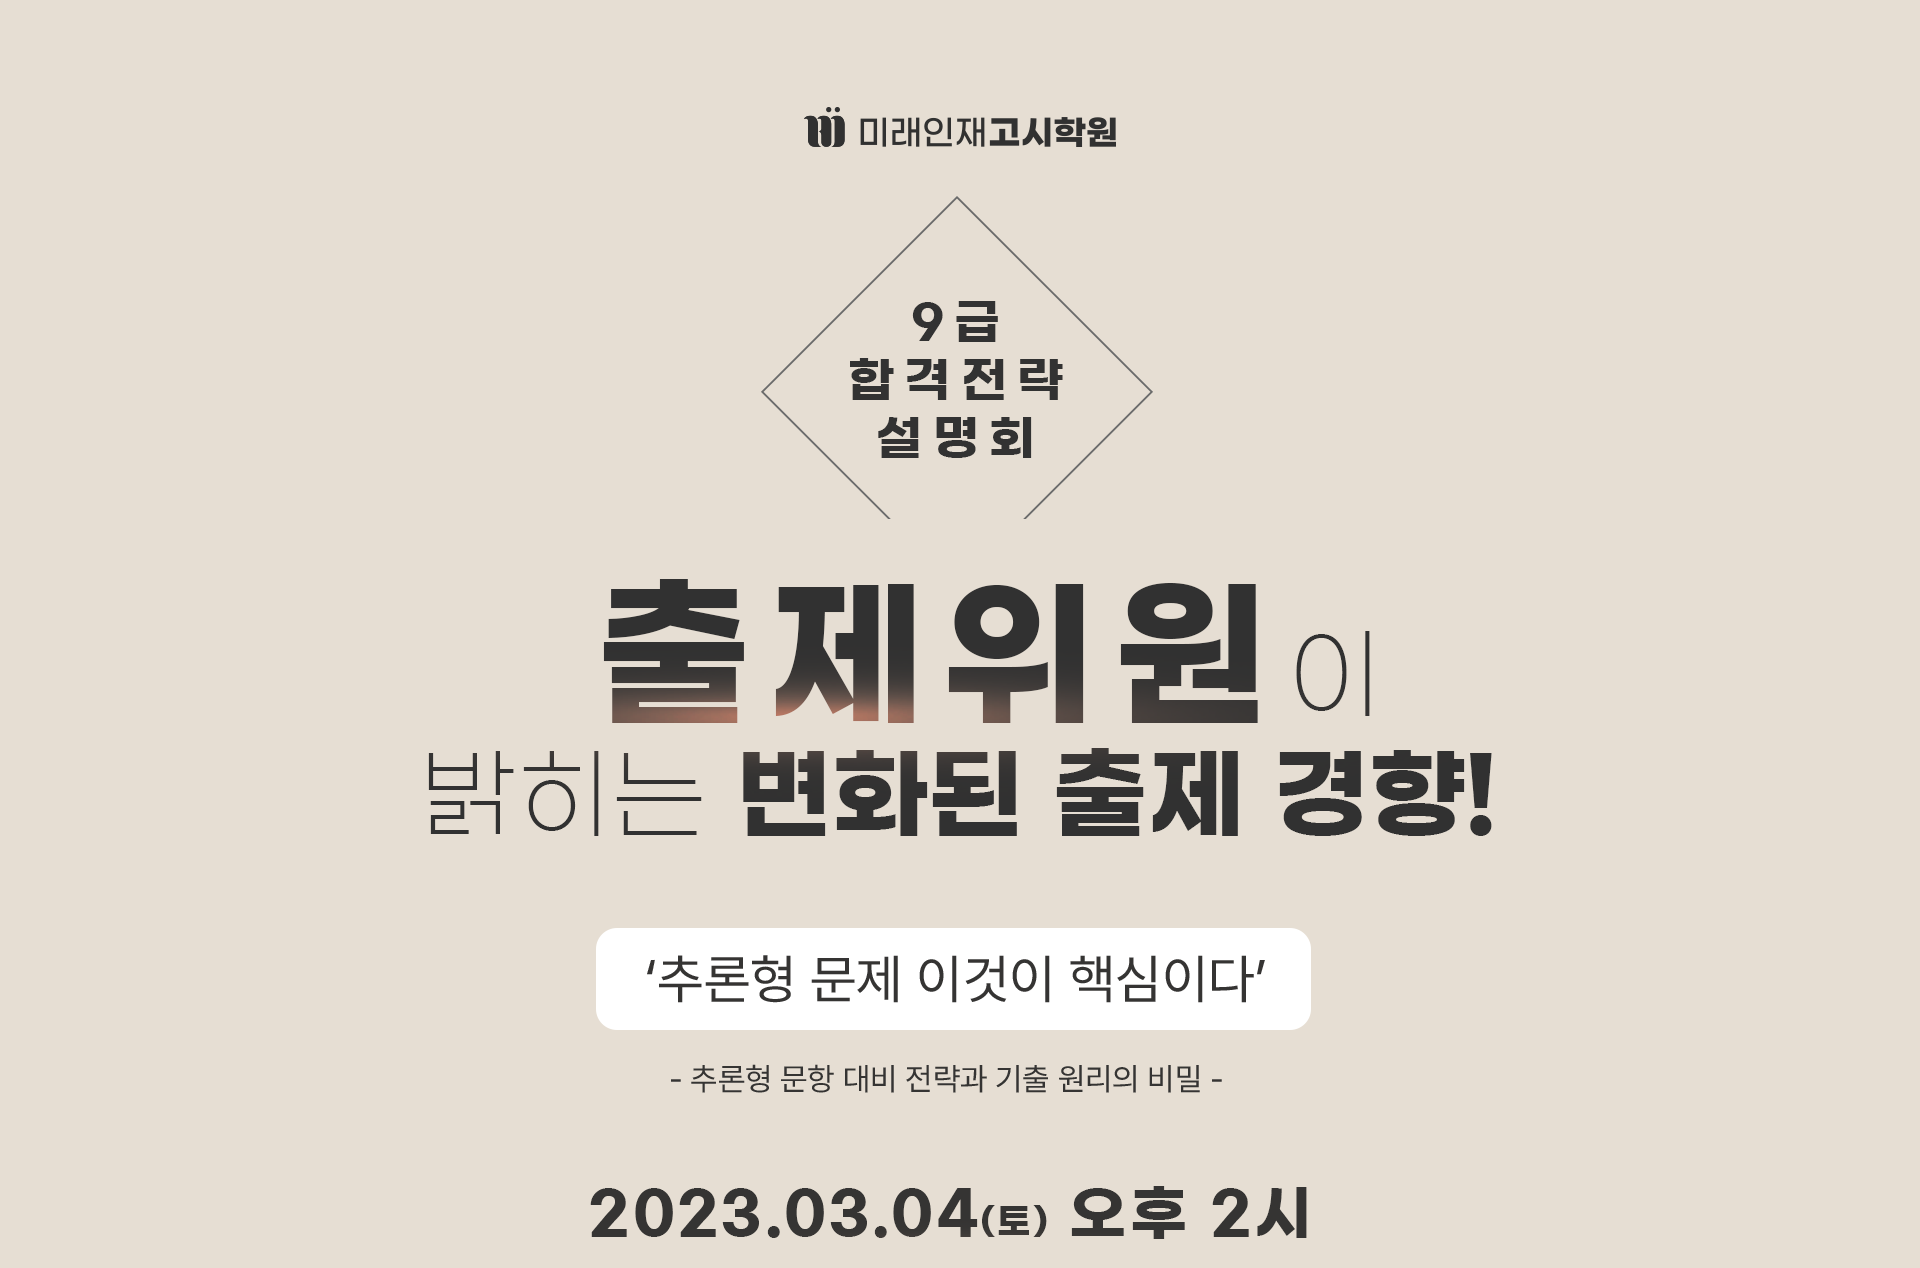 미래인재고시학원
9급
합격전략
설명회
출제위원이
밝히는 변화된 출제 경향!
‘추론형 문제 이것이 핵심이다’
- 추론형 문항 대비 전략과 기출 원리의 비밀 -
2023.03.04(토) 오후 2시